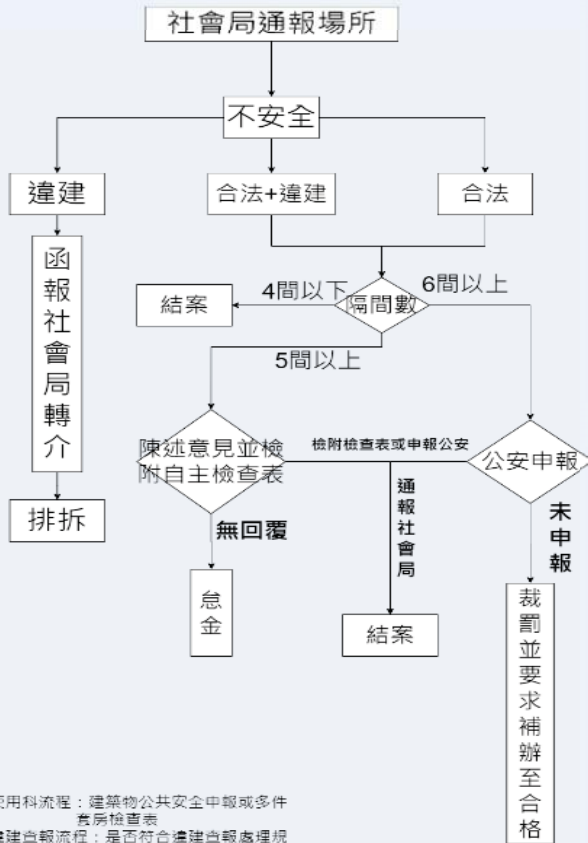 社會局通報場所
不安全
違建
合法+違建
合法
函報社會局轉介
排拆
結案
4間以下
隔間數
6間以上
5間以上
陳述意見並檢
附自主檢查表
檢附檢查表或申報公安
公安申報
無回覆
通報社會局
未申報
怠金
結案
裁罰並要求補辦至合格
使用科流程：建築物公共安全申報或多件
套房檢查表
違建查報流程：是否符合違建查報處理規